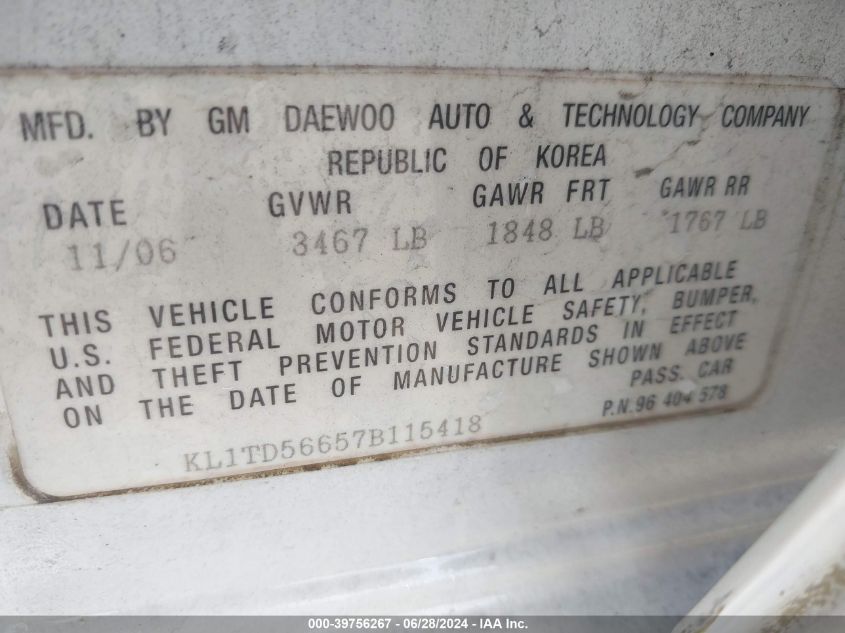 MFD. BY GM DAEWOO AUTO & TECHNOLOGY COMPANY
REPUBLIC OF KOREA
DATE GVWR GAWR FRT GAWR RR
11/06 3467 LB 1848 LB 1767 LB
THIS VEHICLE CONFORMS TO ALL APPLICABLE
U.S. FEDERAL MOTOR VEHICLE SAFETY, BUMPER,
AND THEFT PREVENTION STANDARDS IN EFFECT
ON THE DATE OF MANUFACTURE SHOWN ABOVE
PASS. CAR
KL1TD56657B115418 P.N.96 404 578
000-39756267 - 06/28/2024 - IAA Inc.